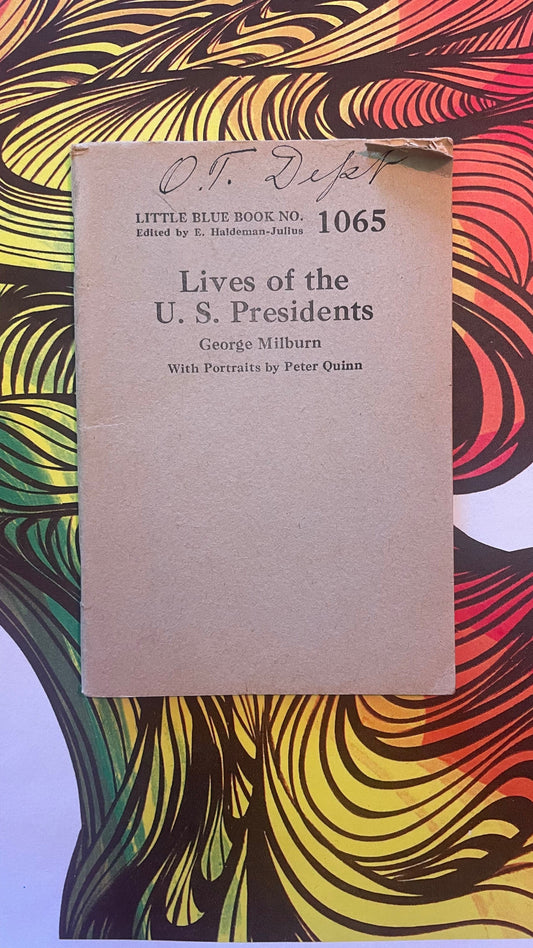 O.T. Dept
LITTLE BLUE BOOK NO. 1065
Edited by E. Haldeman-Julius
Lives of the
U. S. Presidents
George Milburn
With Portraits by Peter Quinn